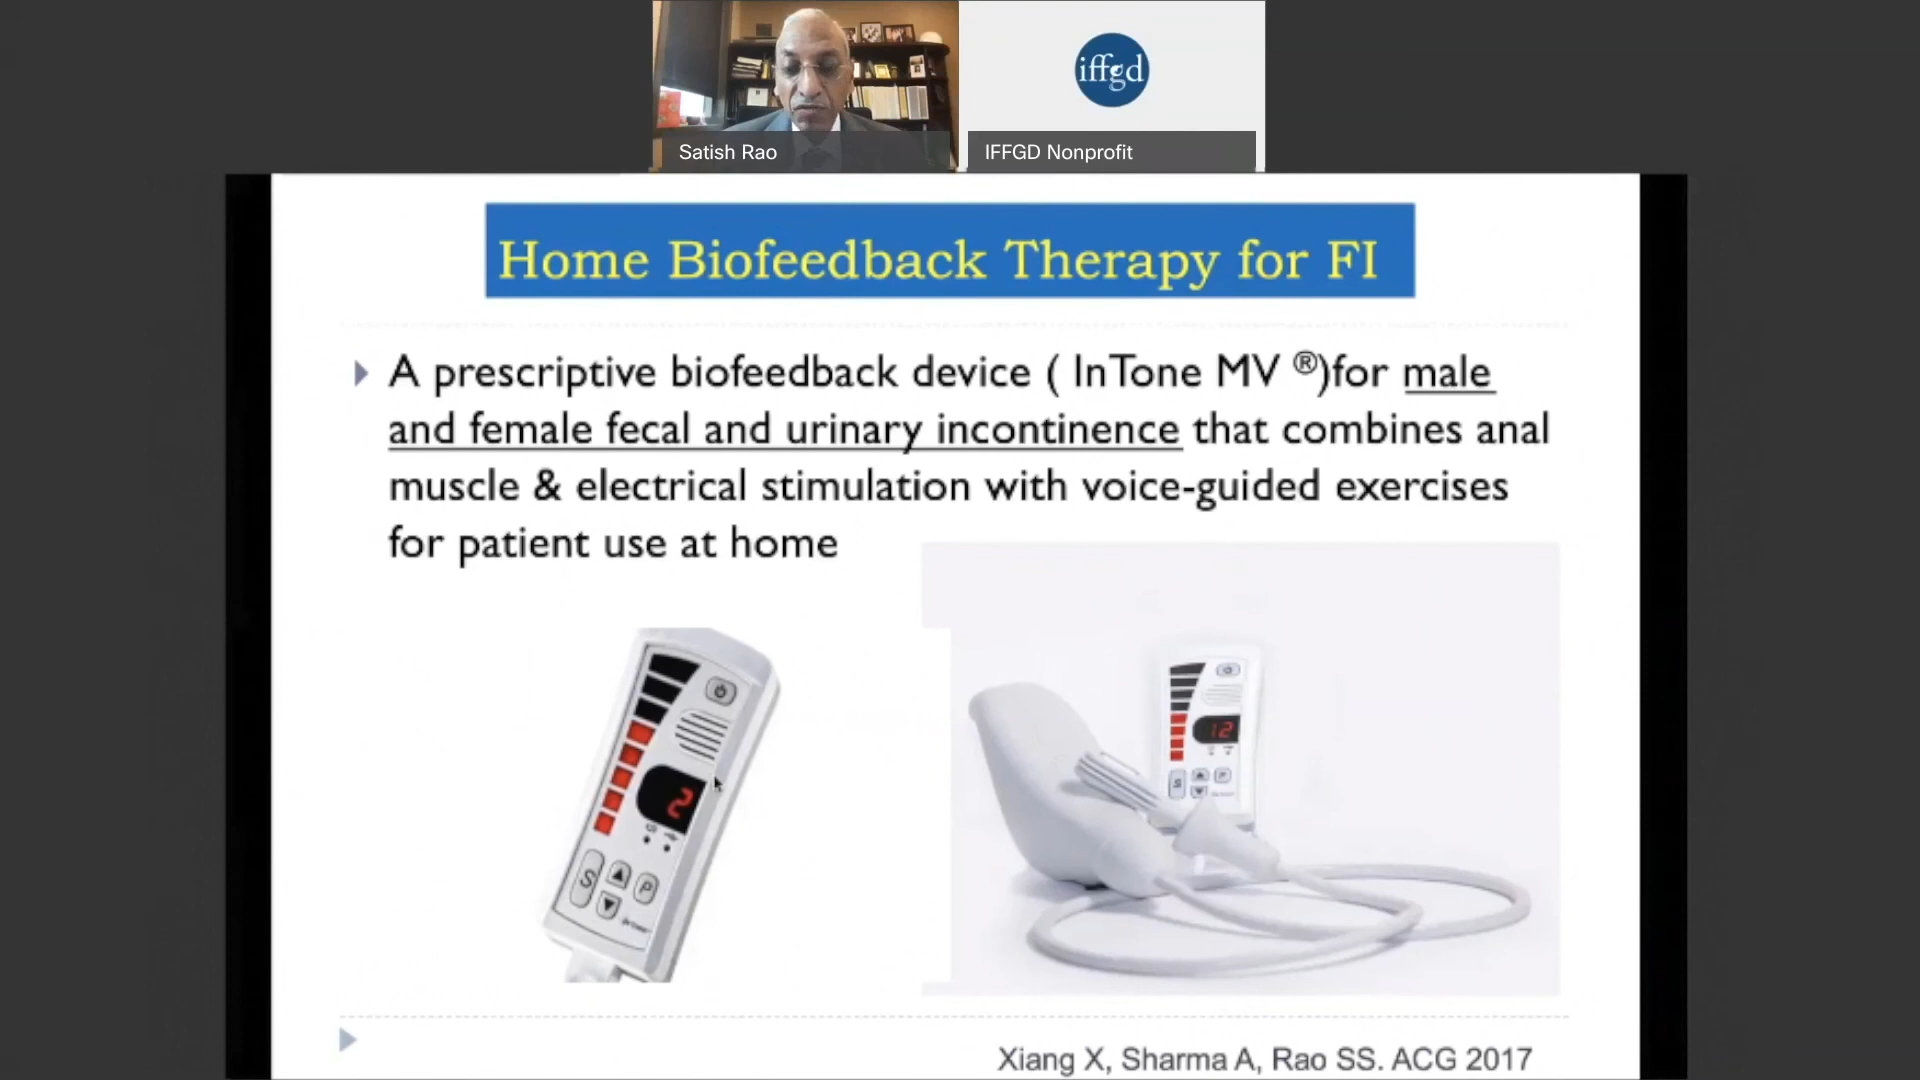 iffgd
Satish Rao
IFFGD Nonprofit
Home Biofeedback Therapy for FI
A prescriptive biofeedback device ( InTone MV ®)for male
and female fecal and urinary incontinence that combines anal
muscle & electrical stimulation with voice-guided exercises
for patient use at home
2
S
P
12
S
P
Xiang X, Sharma A, Rao SS. ACG 2017